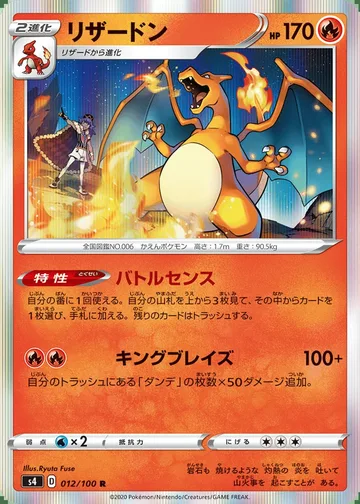 2進化 リザードン HP170
リザードから進化
全国図鑑NO.006 かえんポケモン 高さ:1.7m 重さ:90.5kg
特性 とくせい バトルセンス
自分の番に1回使える。自分の山札を上から3枚見て、その中からカードを
1枚選び、手札に加える。残りのカードはトラッシュする。
キングブレイズ 100+
自分のトラッシュにある「ダンデ」の枚数×50ダメージ追加。
弱点 ×2 抵抗力 にげる
Illus.Ryuta Fuse
s4 D 012/100 R
岩石も 焼けるような 灼熱の 炎を 吐いて
山火事を 起こすことが ある。
©2020 Pokémon/Nintendo/Creatures/GAME FREAK.